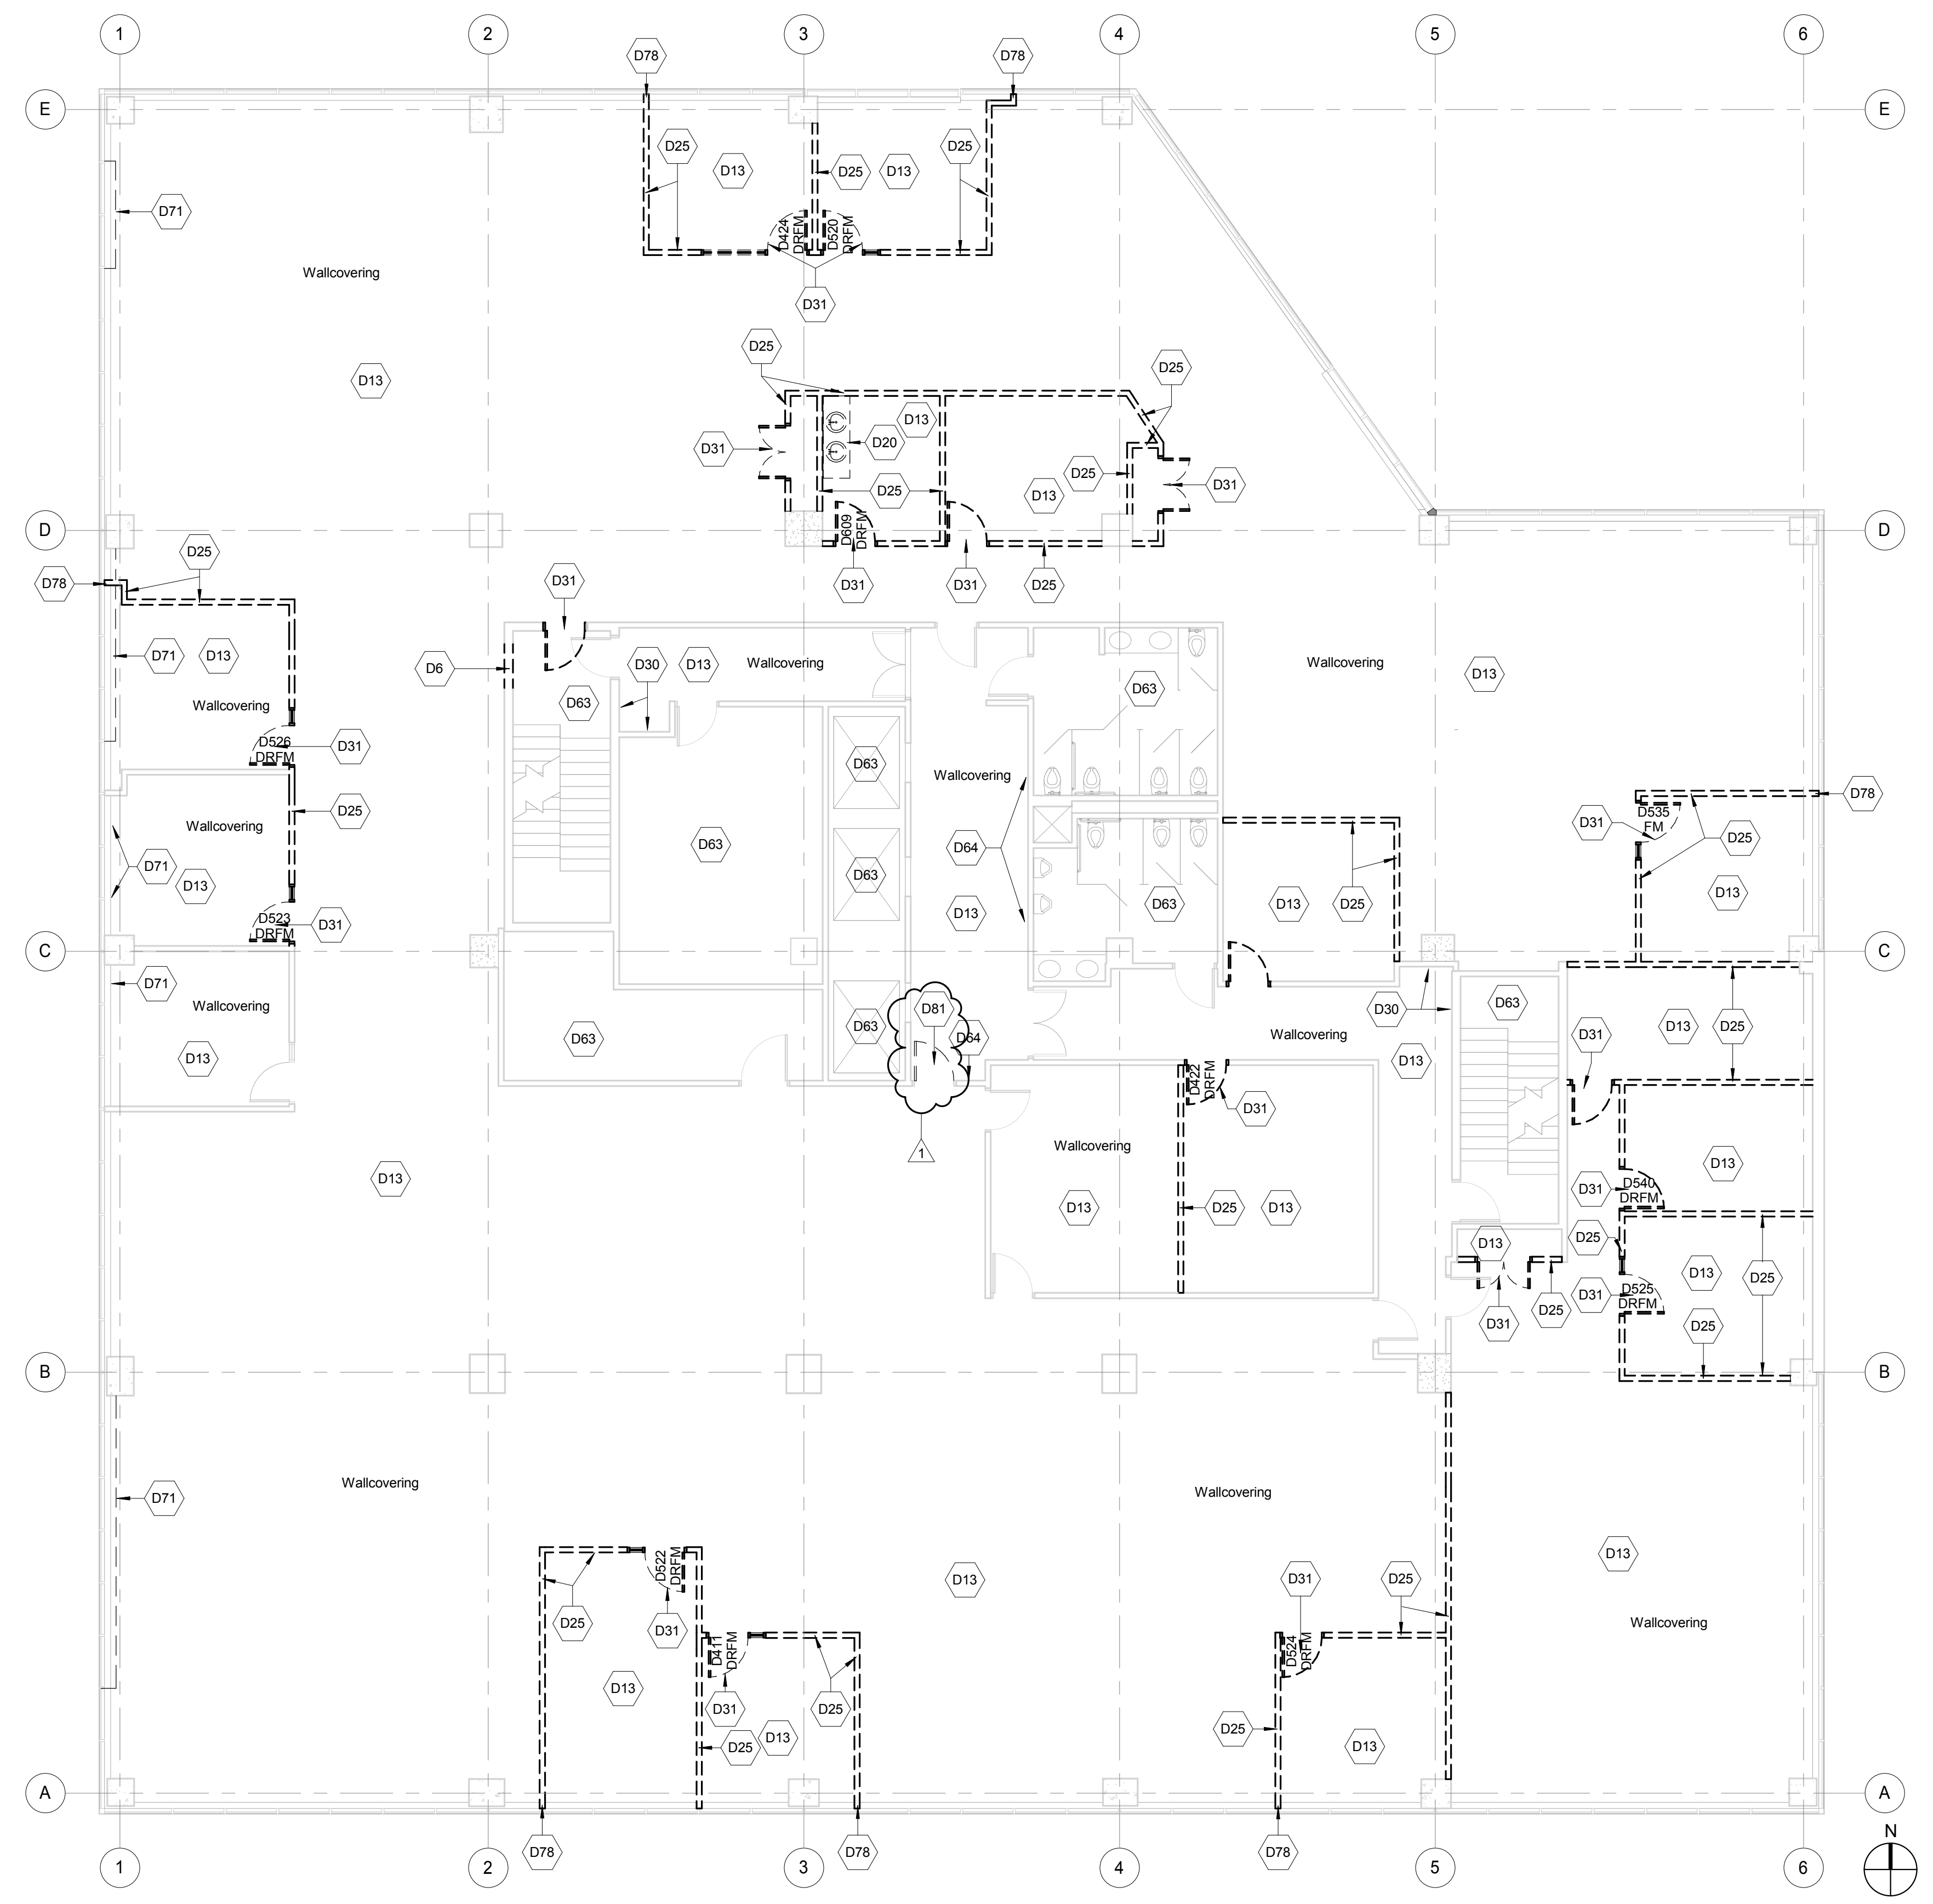 1 2 3 4 5 6
D78 D78
E E
D25 D25 D25
D13 D13
D71
D424
DRFM
D520
DRFM
Wallcovering
D31
D25 D25
D13
D13
D31 D20
D25 D25 D31
D13
D609
DRFM
D D
D25
D78 D31 D31 D31 D25
D71 D13 D6 D30 D13 Wallcovering Wallcovering D13
D63 D63
Wallcovering
D526
DRFM
D31
D63
Wallcovering
D78
D25
D535
FM
D31
D25
Wallcovering
D63
D64
D71
D13
D63
D13
D13
D63
D13
D25
D523
DRFM
D31
C C
D71
Wallcovering
D63
D30
D63
D81
D63
D64
D13
D31
D25
D13
Wallcovering
D13
D63
D422
DRFM
D31
1
Wallcovering
D13
D13
D31
D540
DRFM
D13
D25
D13
D25
D13
D13
D25
D31
D525
DRFM
D31
D25
D25
B B
Wallcovering
Wallcovering
D71
D13
D522
DRFM
D13
D31
D25
D25
D31
D411
DRFM
D524
DRFM
Wallcovering
D13
D31
D25
D25
D13
D25
D13
A A
N
D78 D78 D78
1 2 3 4 5 6